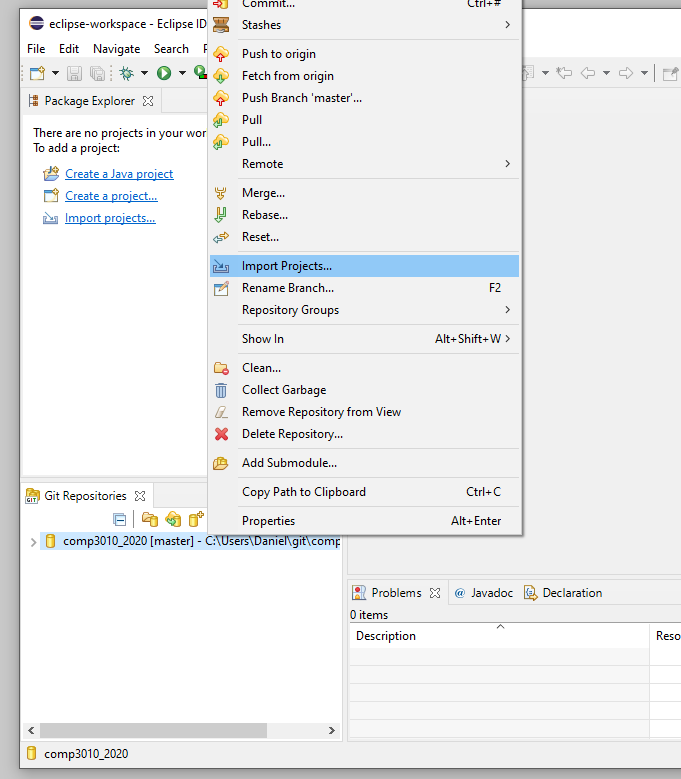 Commit... Ctrl+#
eclipse-workspace - Eclipse ID
Stashes
File Edit Navigate Search
Push to origin
Fetch from origin
Package Explorer
Push Branch 'master'...
Pull
There are no projects in your wor
To add a project:
Pull...
Remote
Create a Java project
Create a project...
Import projects...
Merge...
Rebase...
Reset...
Import Projects...
Rename Branch... F2
Repository Groups
Show In Alt+Shift+W
Clean...
Collect Garbage
Remove Repository from View
Delete Repository...
Add Submodule...
Copy Path to Clipboard Ctrl+C
Properties Alt+Enter
GIT
Git Repositories
comp3010_2020 [master] - C:\Users\Daniel\git\comp
Problems @ Javadoc Declaration
0 items
Description Reso
comp3010_2020